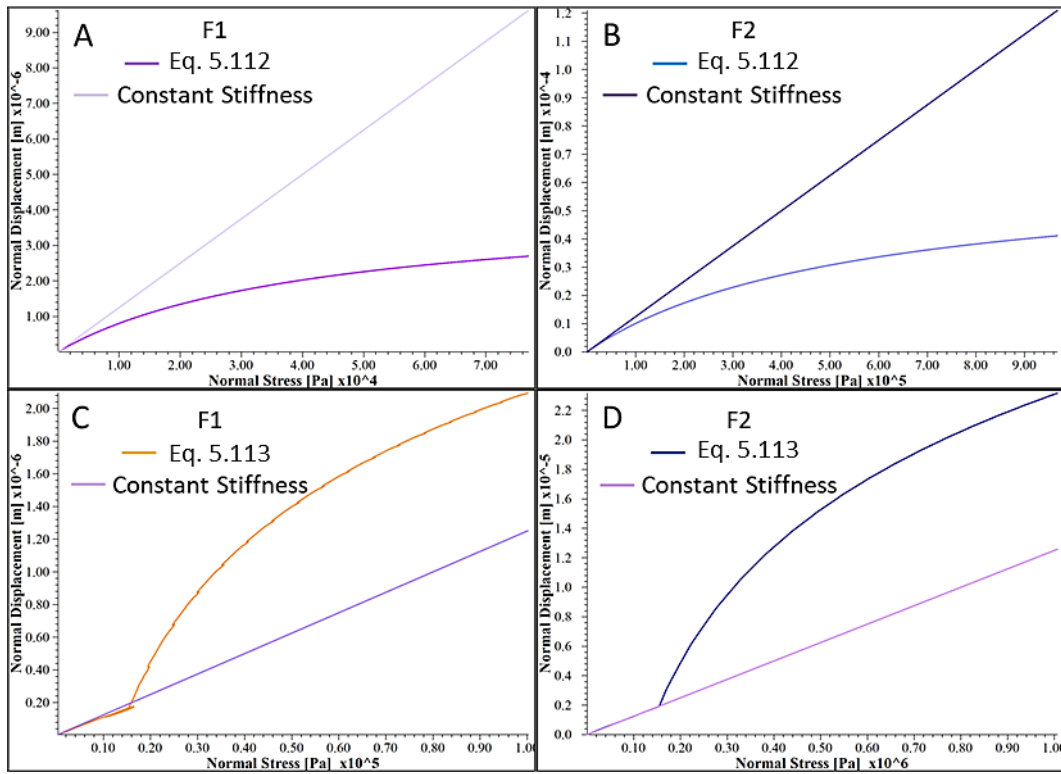 A
F1
Eq. 5.112
Constant Stiffness
Normal Displacement [m] x10^-6
9.00
8.00
7.00
6.00
5.00
4.00
3.00
2.00
1.00
1.00 2.00 3.00 4.00 5.00 6.00 7.00
Normal Stress [Pa] x10^4
B
F2
Eq. 5.112
Constant Stiffness
Normal Displacement [m] x10^-4
1.2
1.1
1.0
0.9
0.8
0.7
0.6
0.5
0.4
0.3
0.2
0.1
0.0
1.00 2.00 3.00 4.00 5.00 6.00 7.00 8.00 9.00
Normal Stress [Pa] x10^5
C
F1
Eq. 5.113
Constant Stiffness
Normal Displacement [m] x10^-6
2.00
1.80
1.60
1.40
1.20
1.00
0.80
0.60
0.40
0.20
0.10 0.20 0.30 0.40 0.50 0.60 0.70 0.80 0.90 1.00
Normal Stress [Pa] x10^5
D
F2
Eq. 5.113
Constant Stiffness
Normal Displacement [m] x10^-5
2.2
2.0
1.8
1.6
1.4
1.2
1.0
0.8
0.6
0.4
0.2
0.0
0.10 0.20 0.30 0.40 0.50 0.60 0.70 0.80 0.90 1.00
Normal Stress [Pa] x10^6